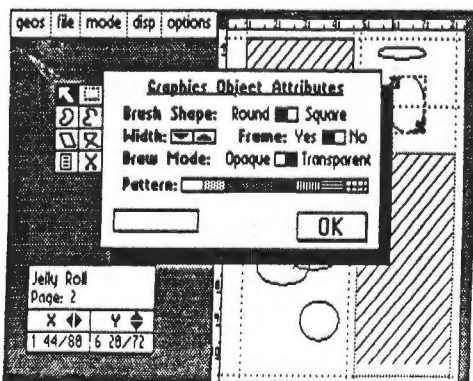 geos file mode disp options
Graphics Object Attributes
Brush Shape: Round Square
Width: Frame: Yes No
Draw Mode: Opaque Transparent
Pattern:
OK
Jelly Roll
Page: 2
X Y
1 44/80 6 20/72